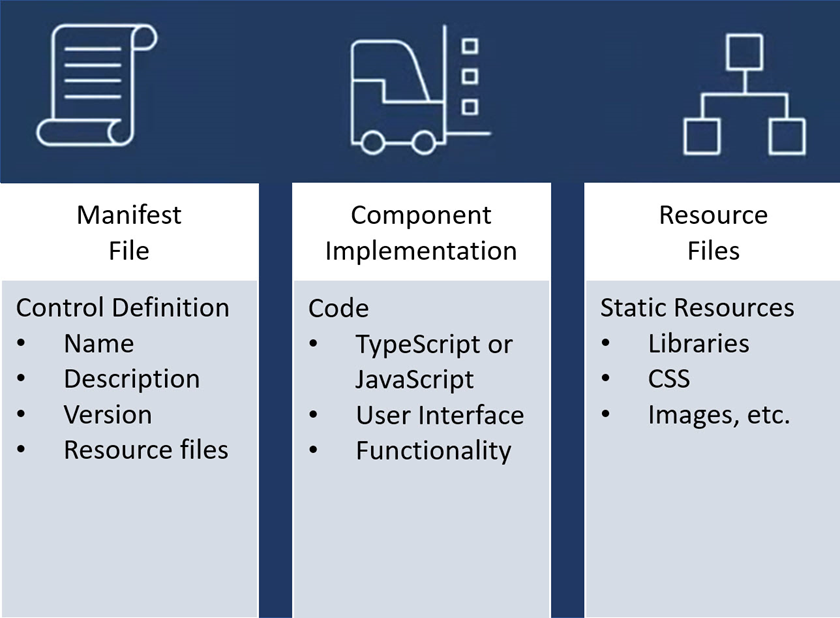 Manifest
File
Control Definition
• Name
• Description
• Version
• Resource files
Component
Implementation
Code
• TypeScript or
JavaScript
• User Interface
• Functionality
Resource
Files
Static Resources
• Libraries
• CSS
• Images, etc.